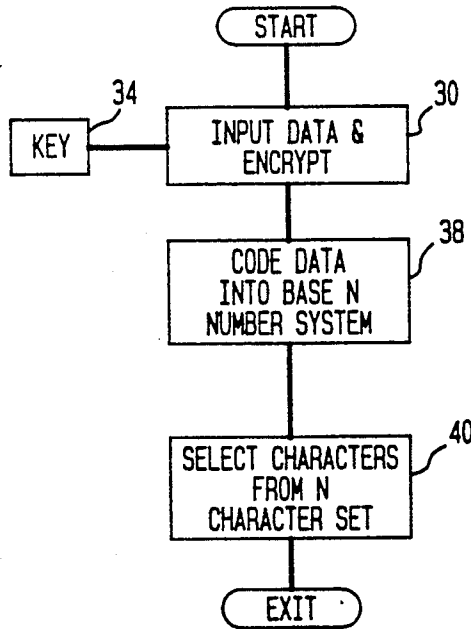 START
34
30
KEY
INPUT DATA &
ENCRYPT
38
CODE DATA
INTO BASE N
NUMBER SYSTEM
40
SELECT CHARACTERS
FROM N
CHARACTER SET
EXIT